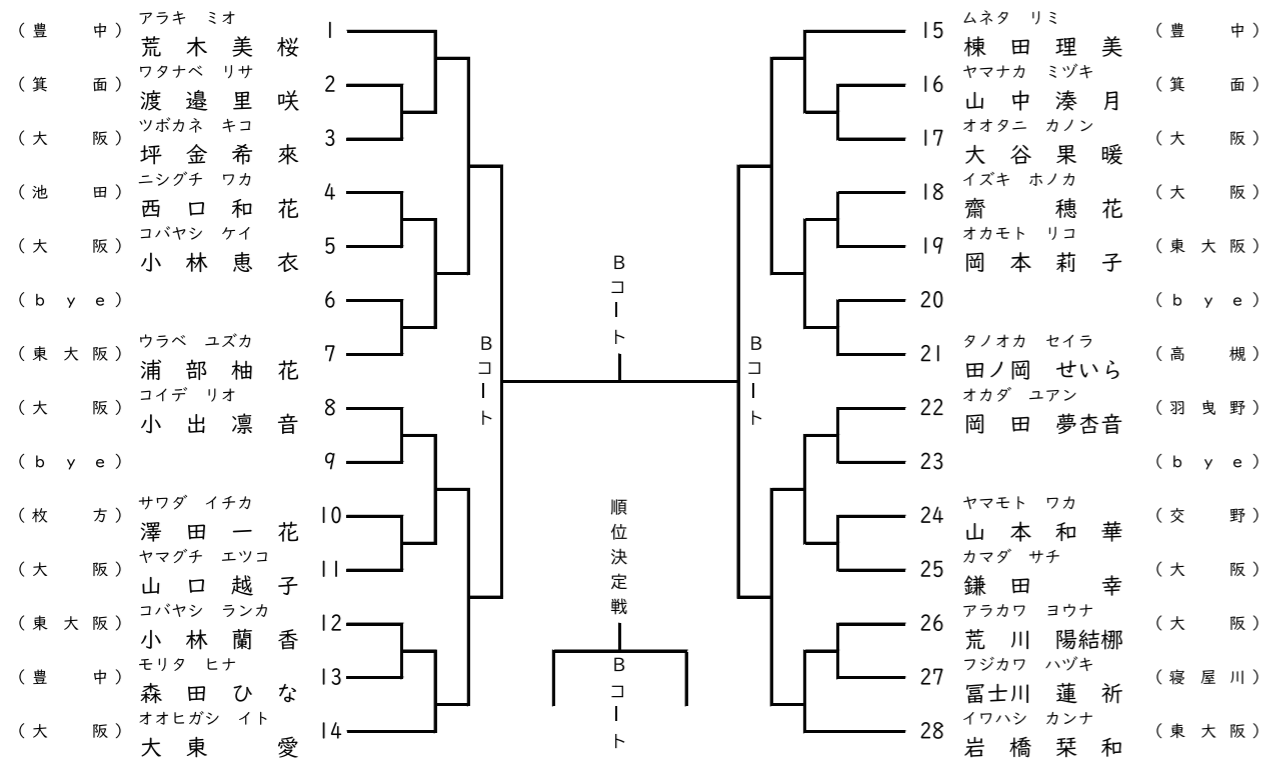 アラキ ミオ
(豊 中) 荒木美桜 1
ワタナベ リサ
(箕 面) 渡邉里咲 2
ツボカネ キコ
(大 阪) 坪金希來 3
ニシグチ ワカ
(池 田) 西口和花 4
コバヤシ ケイ
(大 阪) 小林恵衣 5
(bye) 6
ウラベ ユズカ
(東大阪) 浦部柚花 7
コイデ リオ
(大 阪) 小出凛音 8
(bye) 9
サワダ イチカ
(枚 方) 澤田一花 10
ヤマグチ エツコ
(大 阪) 山口越子 11
コバヤシ ランカ
(東大阪) 小林蘭香 12
モリタ ヒナ
(豊 中) 森田ひな 13
オオヒガシ イト
(大 阪) 大東 愛 14
Bコート
Bコート
Bコート
順位決定戦
Bコート
ムネタ リミ
15 棟田理美 (豊 中)
ヤマナカ ミヅキ
16 山中湊月 (箕 面)
オオタニ カノン
17 大谷果暖 (大 阪)
イズキ ホノカ
18 齋 穂花 (大 阪)
オカモト リコ
19 岡本莉子 (東大阪)
20 (bye)
タノオカ セイラ
21 田ノ岡 せいら (高 槻)
オカダ ユアン
22 岡田 夢杏音 (羽曳野)
23 (bye)
ヤマモト ワカ
24 山本和華 (交 野)
カマダ サチ
25 鎌田 幸 (大 阪)
アラカワ ヨウナ
26 荒川 陽結梛 (大 阪)
フジカワ ハヅキ
27 冨士川 蓮祈 (寝屋川)
イワハシ カンナ
28 岩橋栞和 (東大阪)